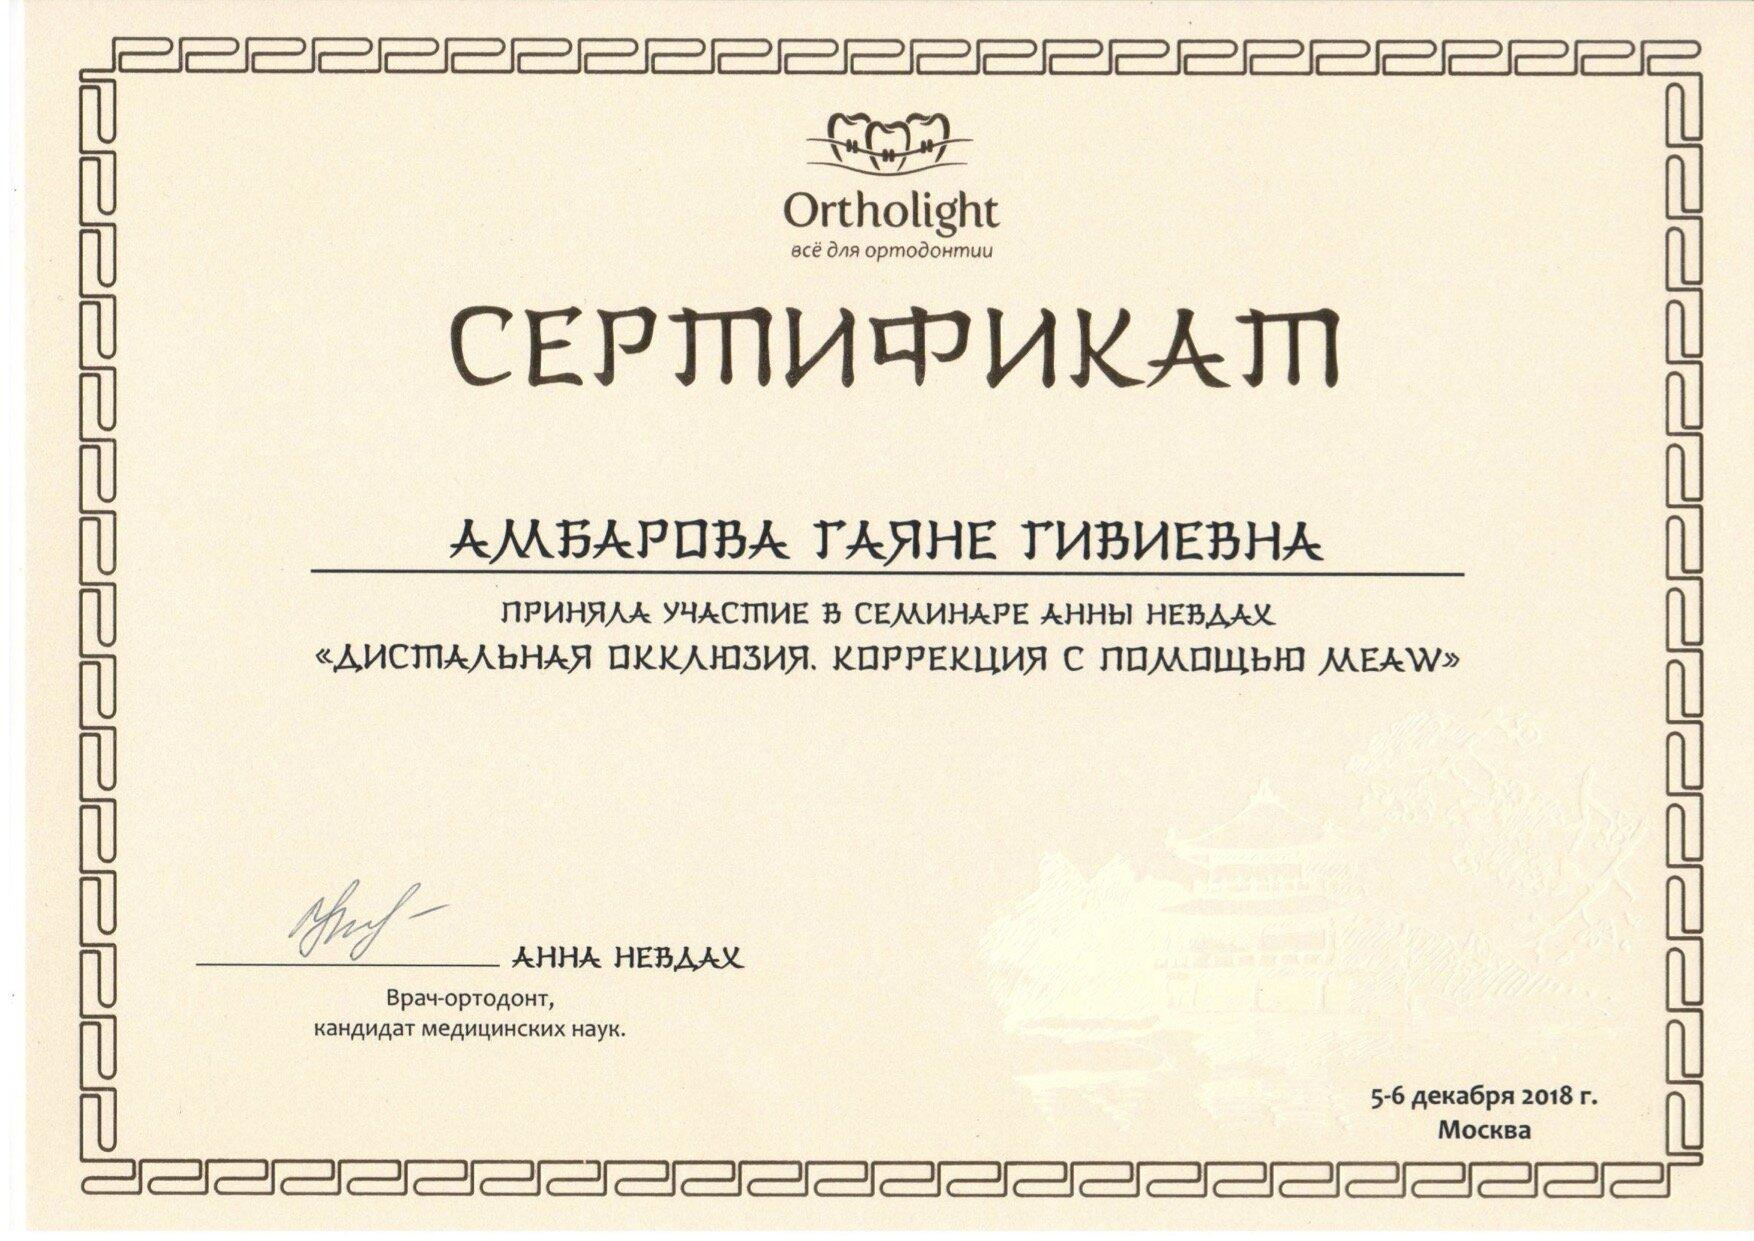 Ortholight
всё для ортодонтии
СЕРТИФИКАТ
АМБАРОВА ГАЯНЕ ГИВИЕВНА
ПРИНЯЛА УЧАСТИЕ В СЕМИНАРЕ АННЫ НЕВДАХ
«ДИСТАЛЬНАЯ ОККЛЮЗИЯ. КОРРЕКЦИЯ С ПОМОЩЬЮ MEAW»
АННА НЕВДАХ
Врач-ортодонт,
кандидат медицинских наук.
5-6 декабря 2018 г.
Москва